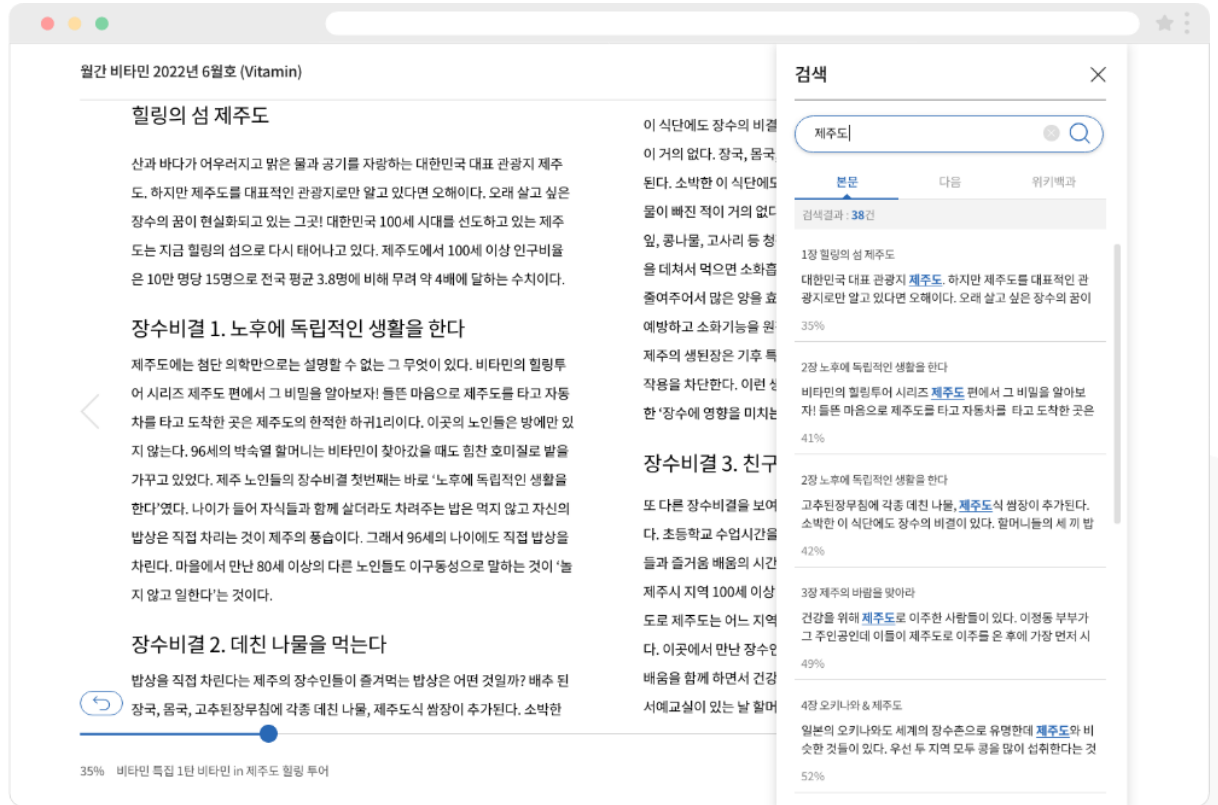 월간 비타민 2022년 6월호 (Vitamin)
힐링의 섬 제주도
산과 바다가 어우러지고 맑은 물과 공기를 자랑하는 대한민국 대표 관광지 제주
도. 하지만 제주도를 대표적인 관광지로만 알고 있다면 오해이다. 오래 살고 싶은
장수의 꿈이 현실화되고 있는 그곳! 대한민국 100세 시대를 선도하고 있는 제주
도는 지금 힐링의 섬으로 다시 태어나고 있다. 제주도에서 100세 이상 인구비율
은 10만 명당 15명으로 전국 평균 3.8명에 비해 무려 약 4배에 달하는 수치이다.
장수비결 1. 노후에 독립적인 생활을 한다
제주도에는 첨단 의학만으로는 설명할 수 없는 그 무엇이 있다. 비타민의 힐링투
어 시리즈 제주도 편에서 그 비밀을 알아보자! 들뜬 마음으로 제주도를 타고 자동
차를 타고 도착한 곳은 제주도의 한적한 하귀1리이다. 이곳의 노인들은 방에만 있
지 않는다. 96세의 박숙열 할머니는 비타민이 찾아갔을 때도 힘찬 호미질로 밭을
가꾸고 있었다. 제주 노인들의 장수비결 첫번째는 바로 ‘노후에 독립적인 생활을
한다’였다. 나이가 들어 자식들과 함께 살더라도 차려주는 밥은 먹지 않고 자신의
밥상은 직접 차리는 것이 제주의 풍습이다. 그래서 96세의 나이에도 직접 밥상을
차린다. 마을에서 만난 80세 이상의 다른 노인들도 이구동성으로 말하는 것이 ‘놀
지 않고 일한다’는 것이다.
장수비결 2. 데친 나물을 먹는다
밥상을 직접 차린다는 제주의 장수인들이 즐겨먹는 밥상은 어떤 것일까? 배추 된
장국, 몸국, 고추된장무침에 각종 데친 나물, 제주도식 쌈장이 추가된다. 소박한
이 식단에도 장수의 비결
이 거의 없다. 장국, 몸국
된다. 소박한 이 식단에도
물이 빠진 적이 거의 없다
잎, 콩나물, 고사리 등 청
을 데쳐서 먹으면 소화흡
줄여주어서 많은 양을 효
예방하고 소화기능을 원
제주의 생된장은 기후 특
작용을 차단한다. 이런 생
한 ‘장수에 영향을 미치는
장수비결 3. 친구
또 다른 장수비결을 보여
다. 초등학교 수업시간을
들과 즐거움 배움의 시간
제주시 지역 100세 이상
도로 제주도는 어느 지역
다. 이곳에서 만난 장수인
배움을 함께 하면서 건강
서예교실이 있는 날 할머
35% 비타민 특집 1탄 비타민 in 제주도 힐링 투어
검색
제주도
본문 다음 위키백과
검색결과 : 38건
1장 힐링의 섬 제주도
대한민국 대표 관광지 제주도. 하지만 제주도를 대표적인 관
광지로만 알고 있다면 오해이다. 오래 살고 싶은 장수의 꿈이
35%
2장 노후에 독립적인 생활을 한다
비타민의 힐링투어 시리즈 제주도 편에서 그 비밀을 알아보
자! 들뜬 마음으로 제주도를 타고 자동차를 타고 도착한 곳은
41%
2장 노후에 독립적인 생활을 한다
고추된장무침에 각종 데친 나물, 제주도식 쌈장이 추가된다.
소박한 이 식단에도 장수의 비결이 있다. 할머니들의 세 끼 밥
42%
3장 제주의 바람을 맞아라
건강을 위해 제주도로 이주한 사람들이 있다. 이정동 부부가
그 주인공인데 이들이 제주도로 이주를 온 후에 가장 먼저 시
49%
4장 오키나와 & 제주도
일본의 오키나와도 세계의 장수촌으로 유명한데 제주도와 비
슷한 것들이 있다. 우선 두 지역 모두 콩을 많이 섭취한다는 것
52%